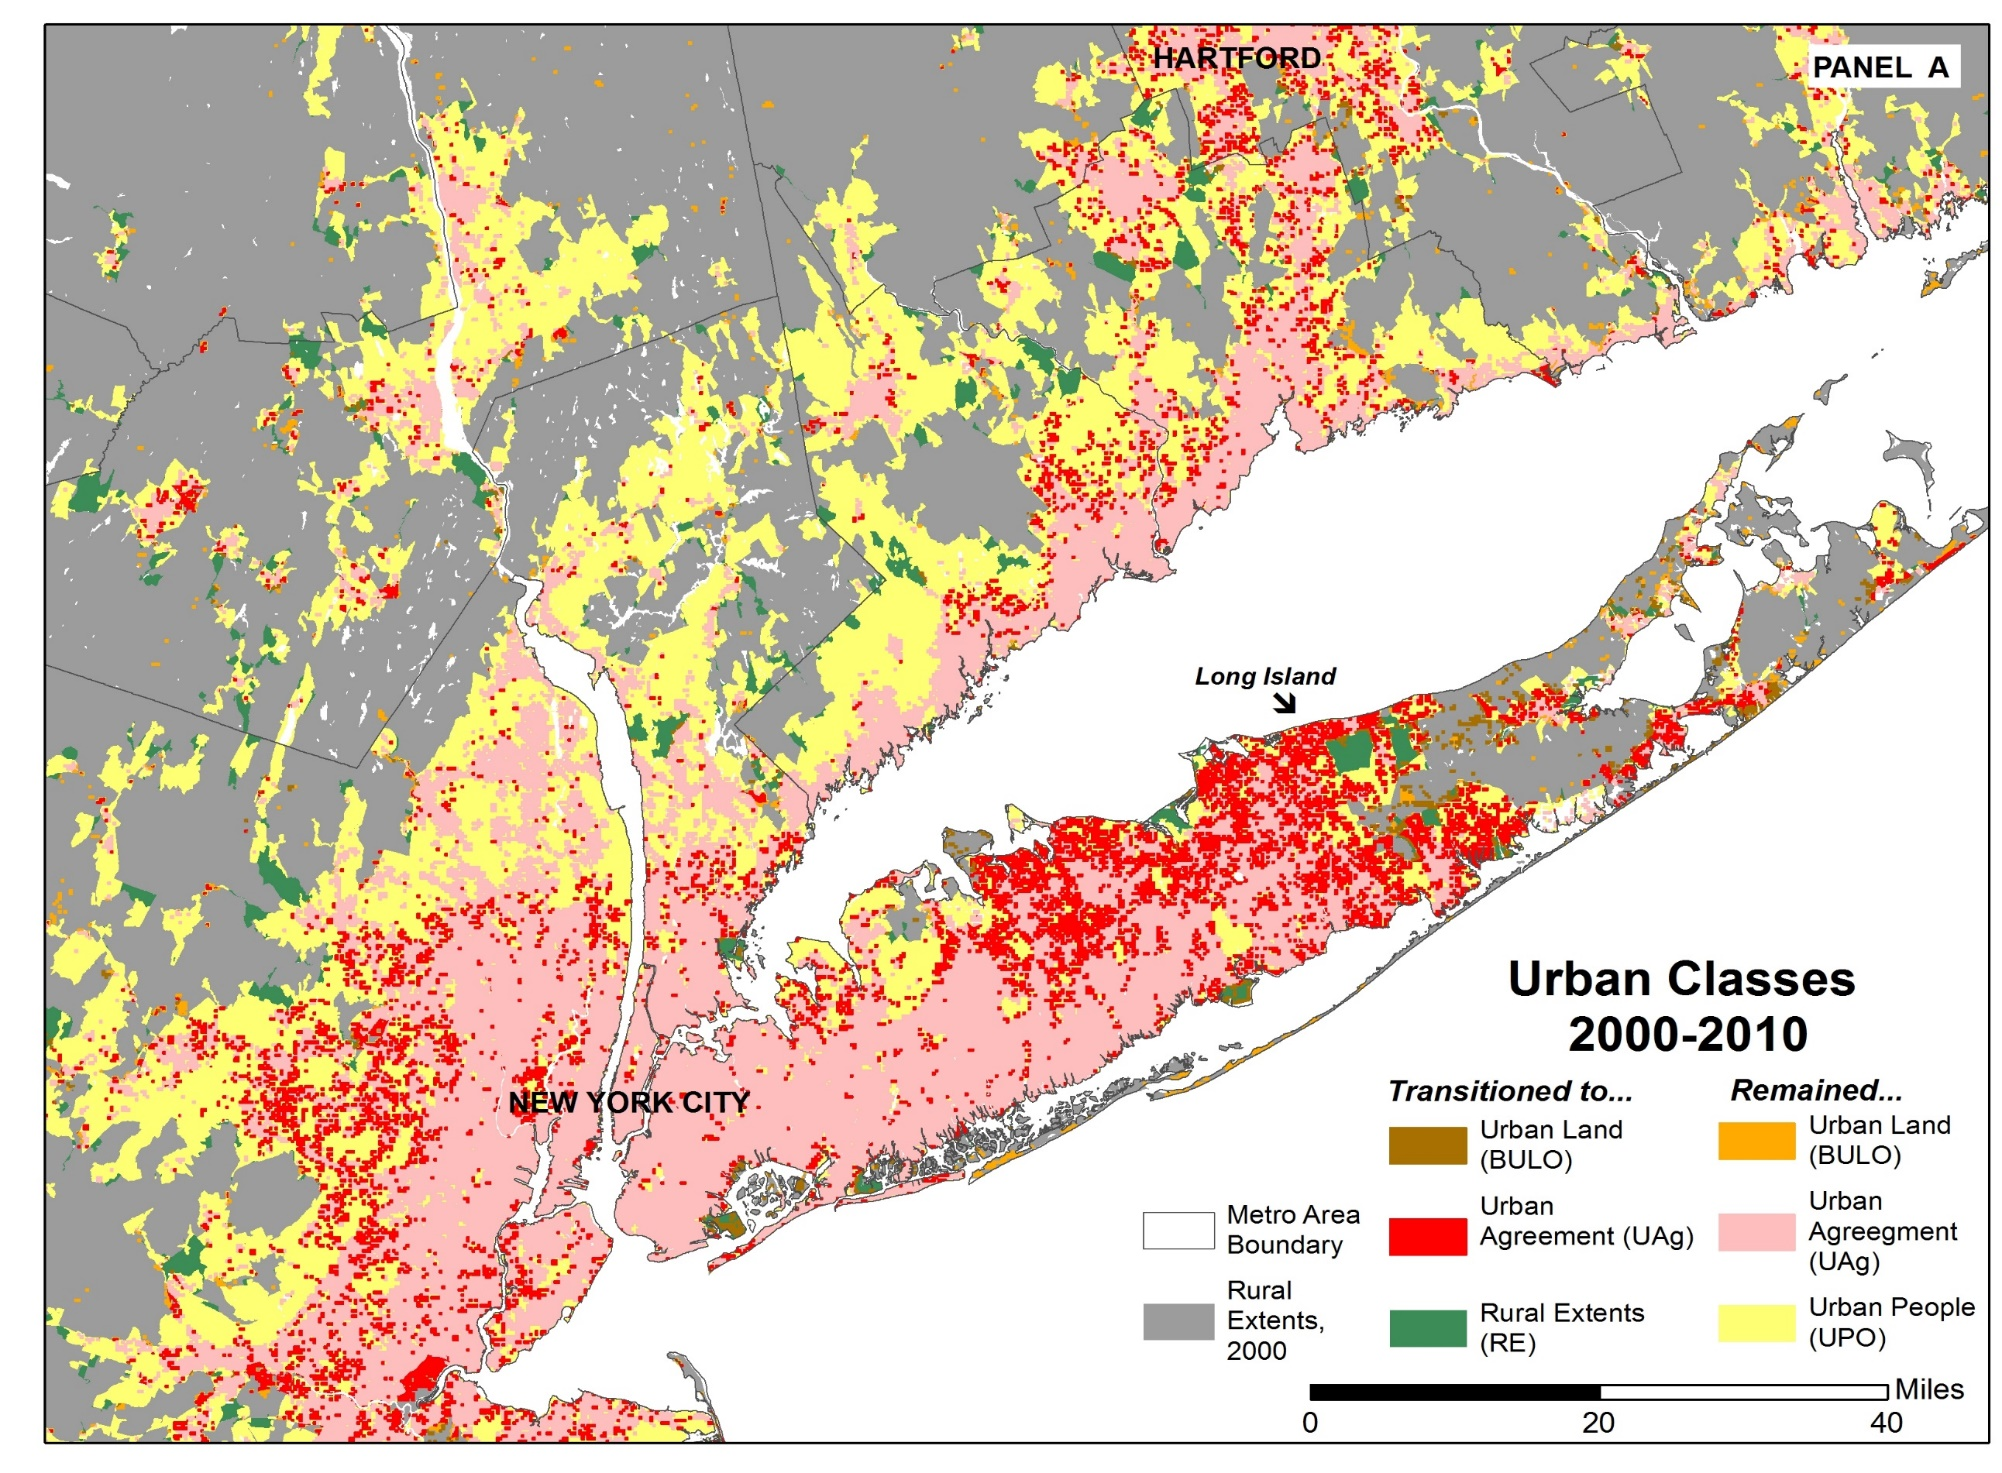 HARTFORD
PANEL A
Long Island
NEW YORK CITY
Urban Classes
2000-2010
Transitioned to...
Remained...
Urban Land
(BULO)
Urban Land
(BULO)
Metro Area
Boundary
Urban
Agreement (UAg)
Urban
Agreegment
(UAg)
Rural
Extents,
2000
Rural Extents
(RE)
Urban People
(UPO)
Miles
0 20 40